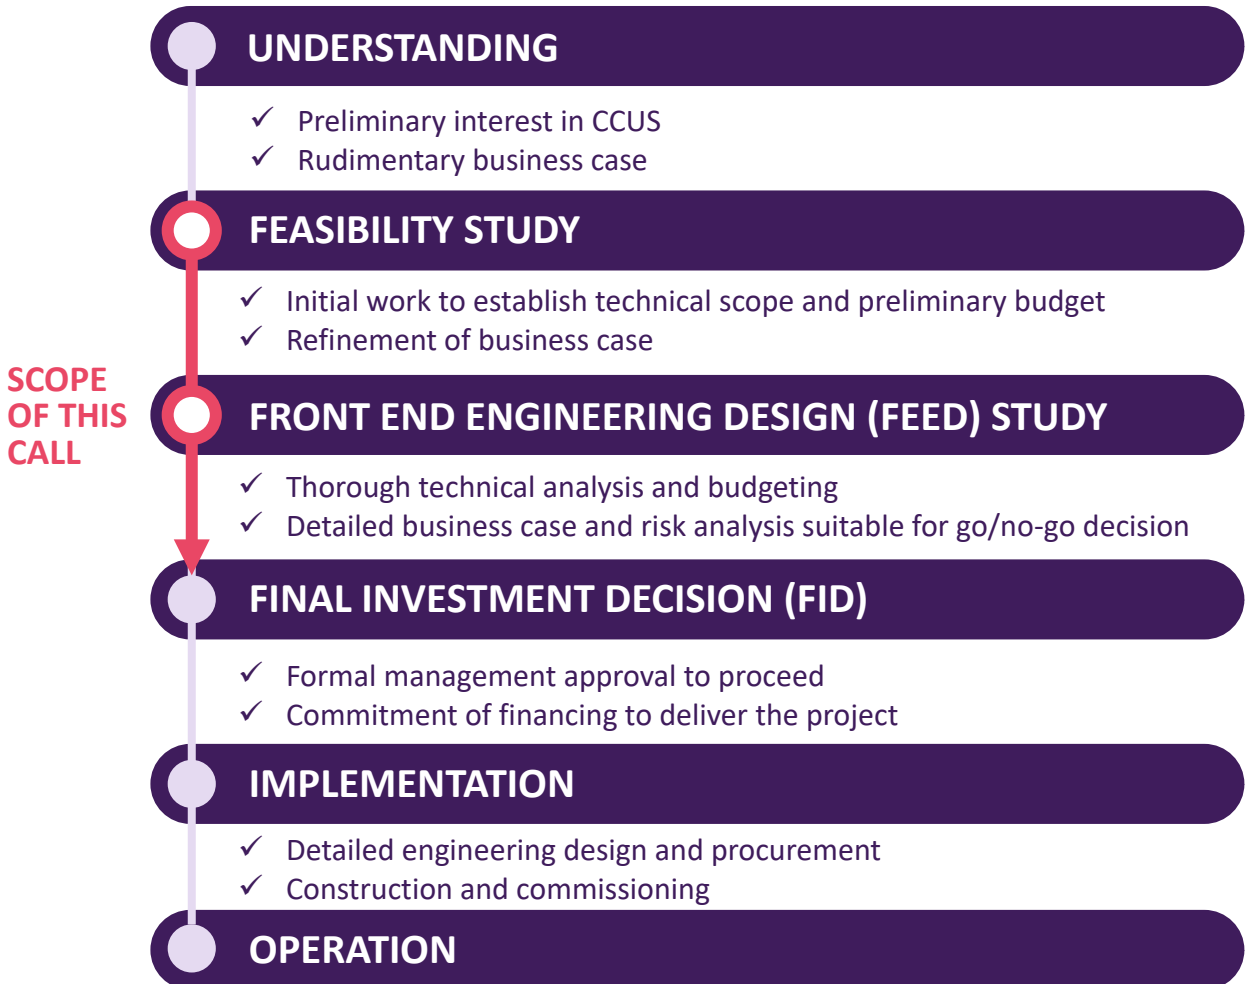 UNDERSTANDING
✓ Preliminary interest in CCUS
✓ Rudimentary business case
FEASIBILITY STUDY
✓ Initial work to establish technical scope and preliminary budget
✓ Refinement of business case
SCOPE
OF THIS
CALL
FRONT END ENGINEERING DESIGN (FEED) STUDY
✓ Thorough technical analysis and budgeting
✓ Detailed business case and risk analysis suitable for go/no-go decision
FINAL INVESTMENT DECISION (FID)
✓ Formal management approval to proceed
✓ Commitment of financing to deliver the project
IMPLEMENTATION
✓ Detailed engineering design and procurement
✓ Construction and commissioning
OPERATION